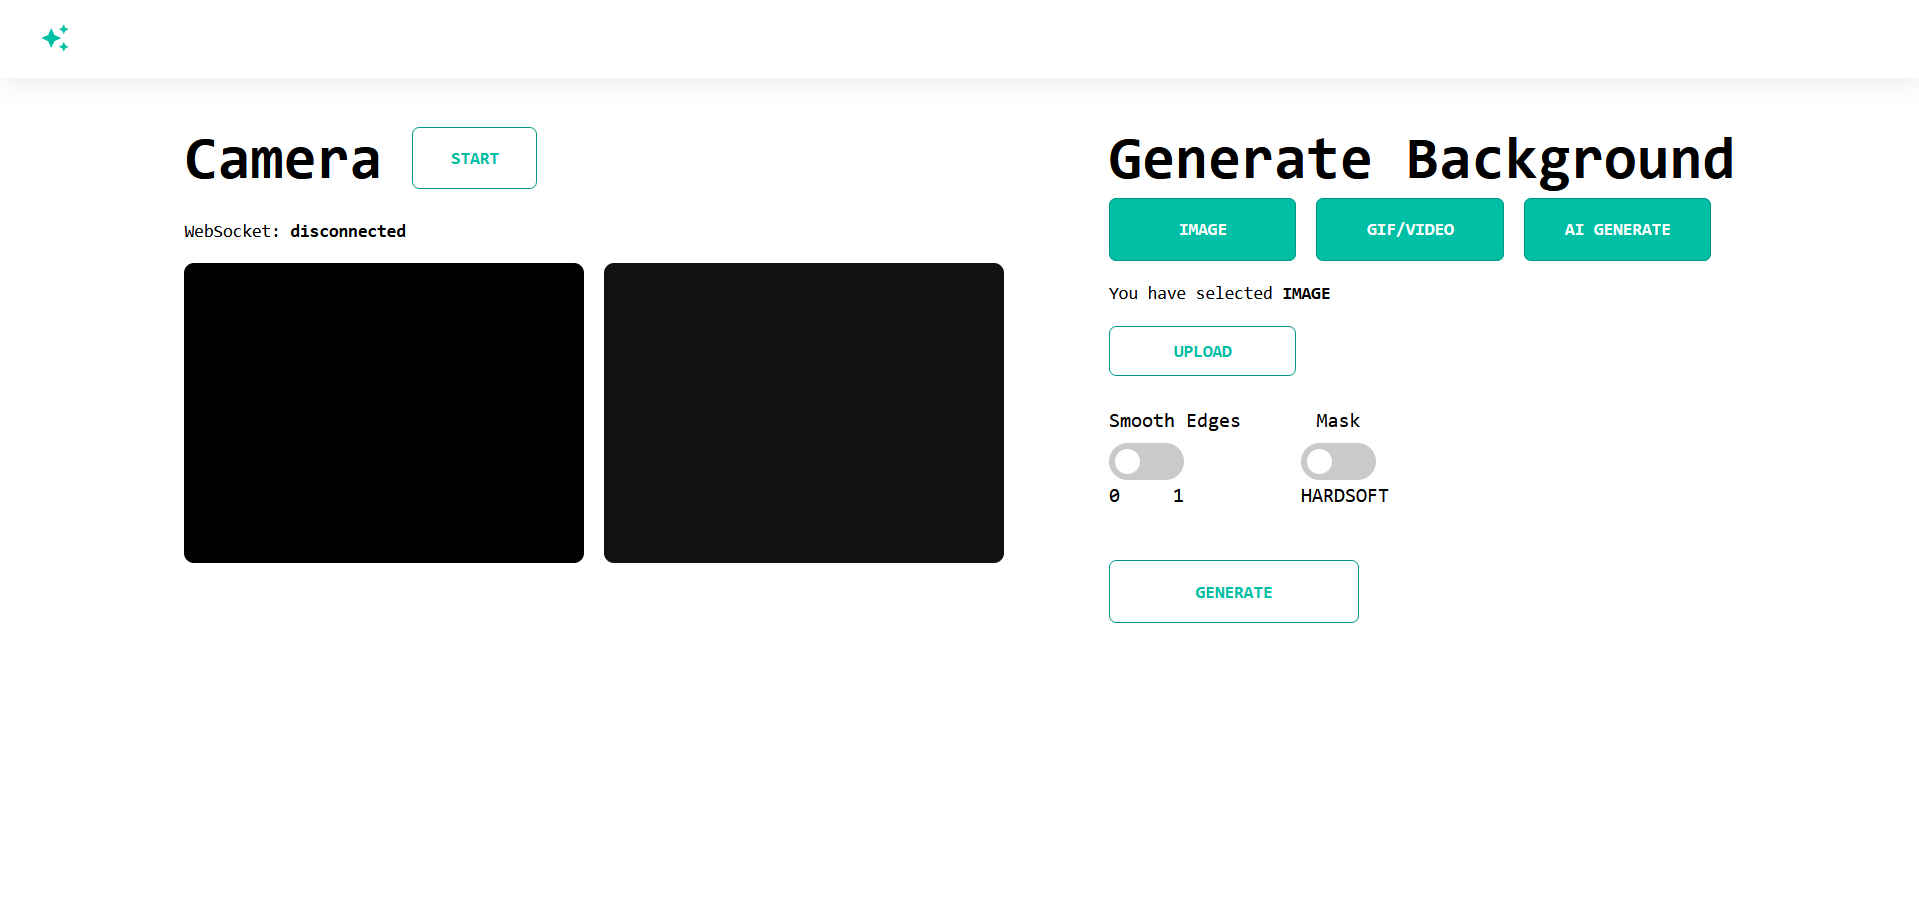 Camera
START
WebSocket: disconnected
Generate Background
IMAGE
GIF/VIDEO
AI GENERATE
You have selected IMAGE
UPLOAD
Smooth Edges
Mask
0 1
HARDSOFT
GENERATE